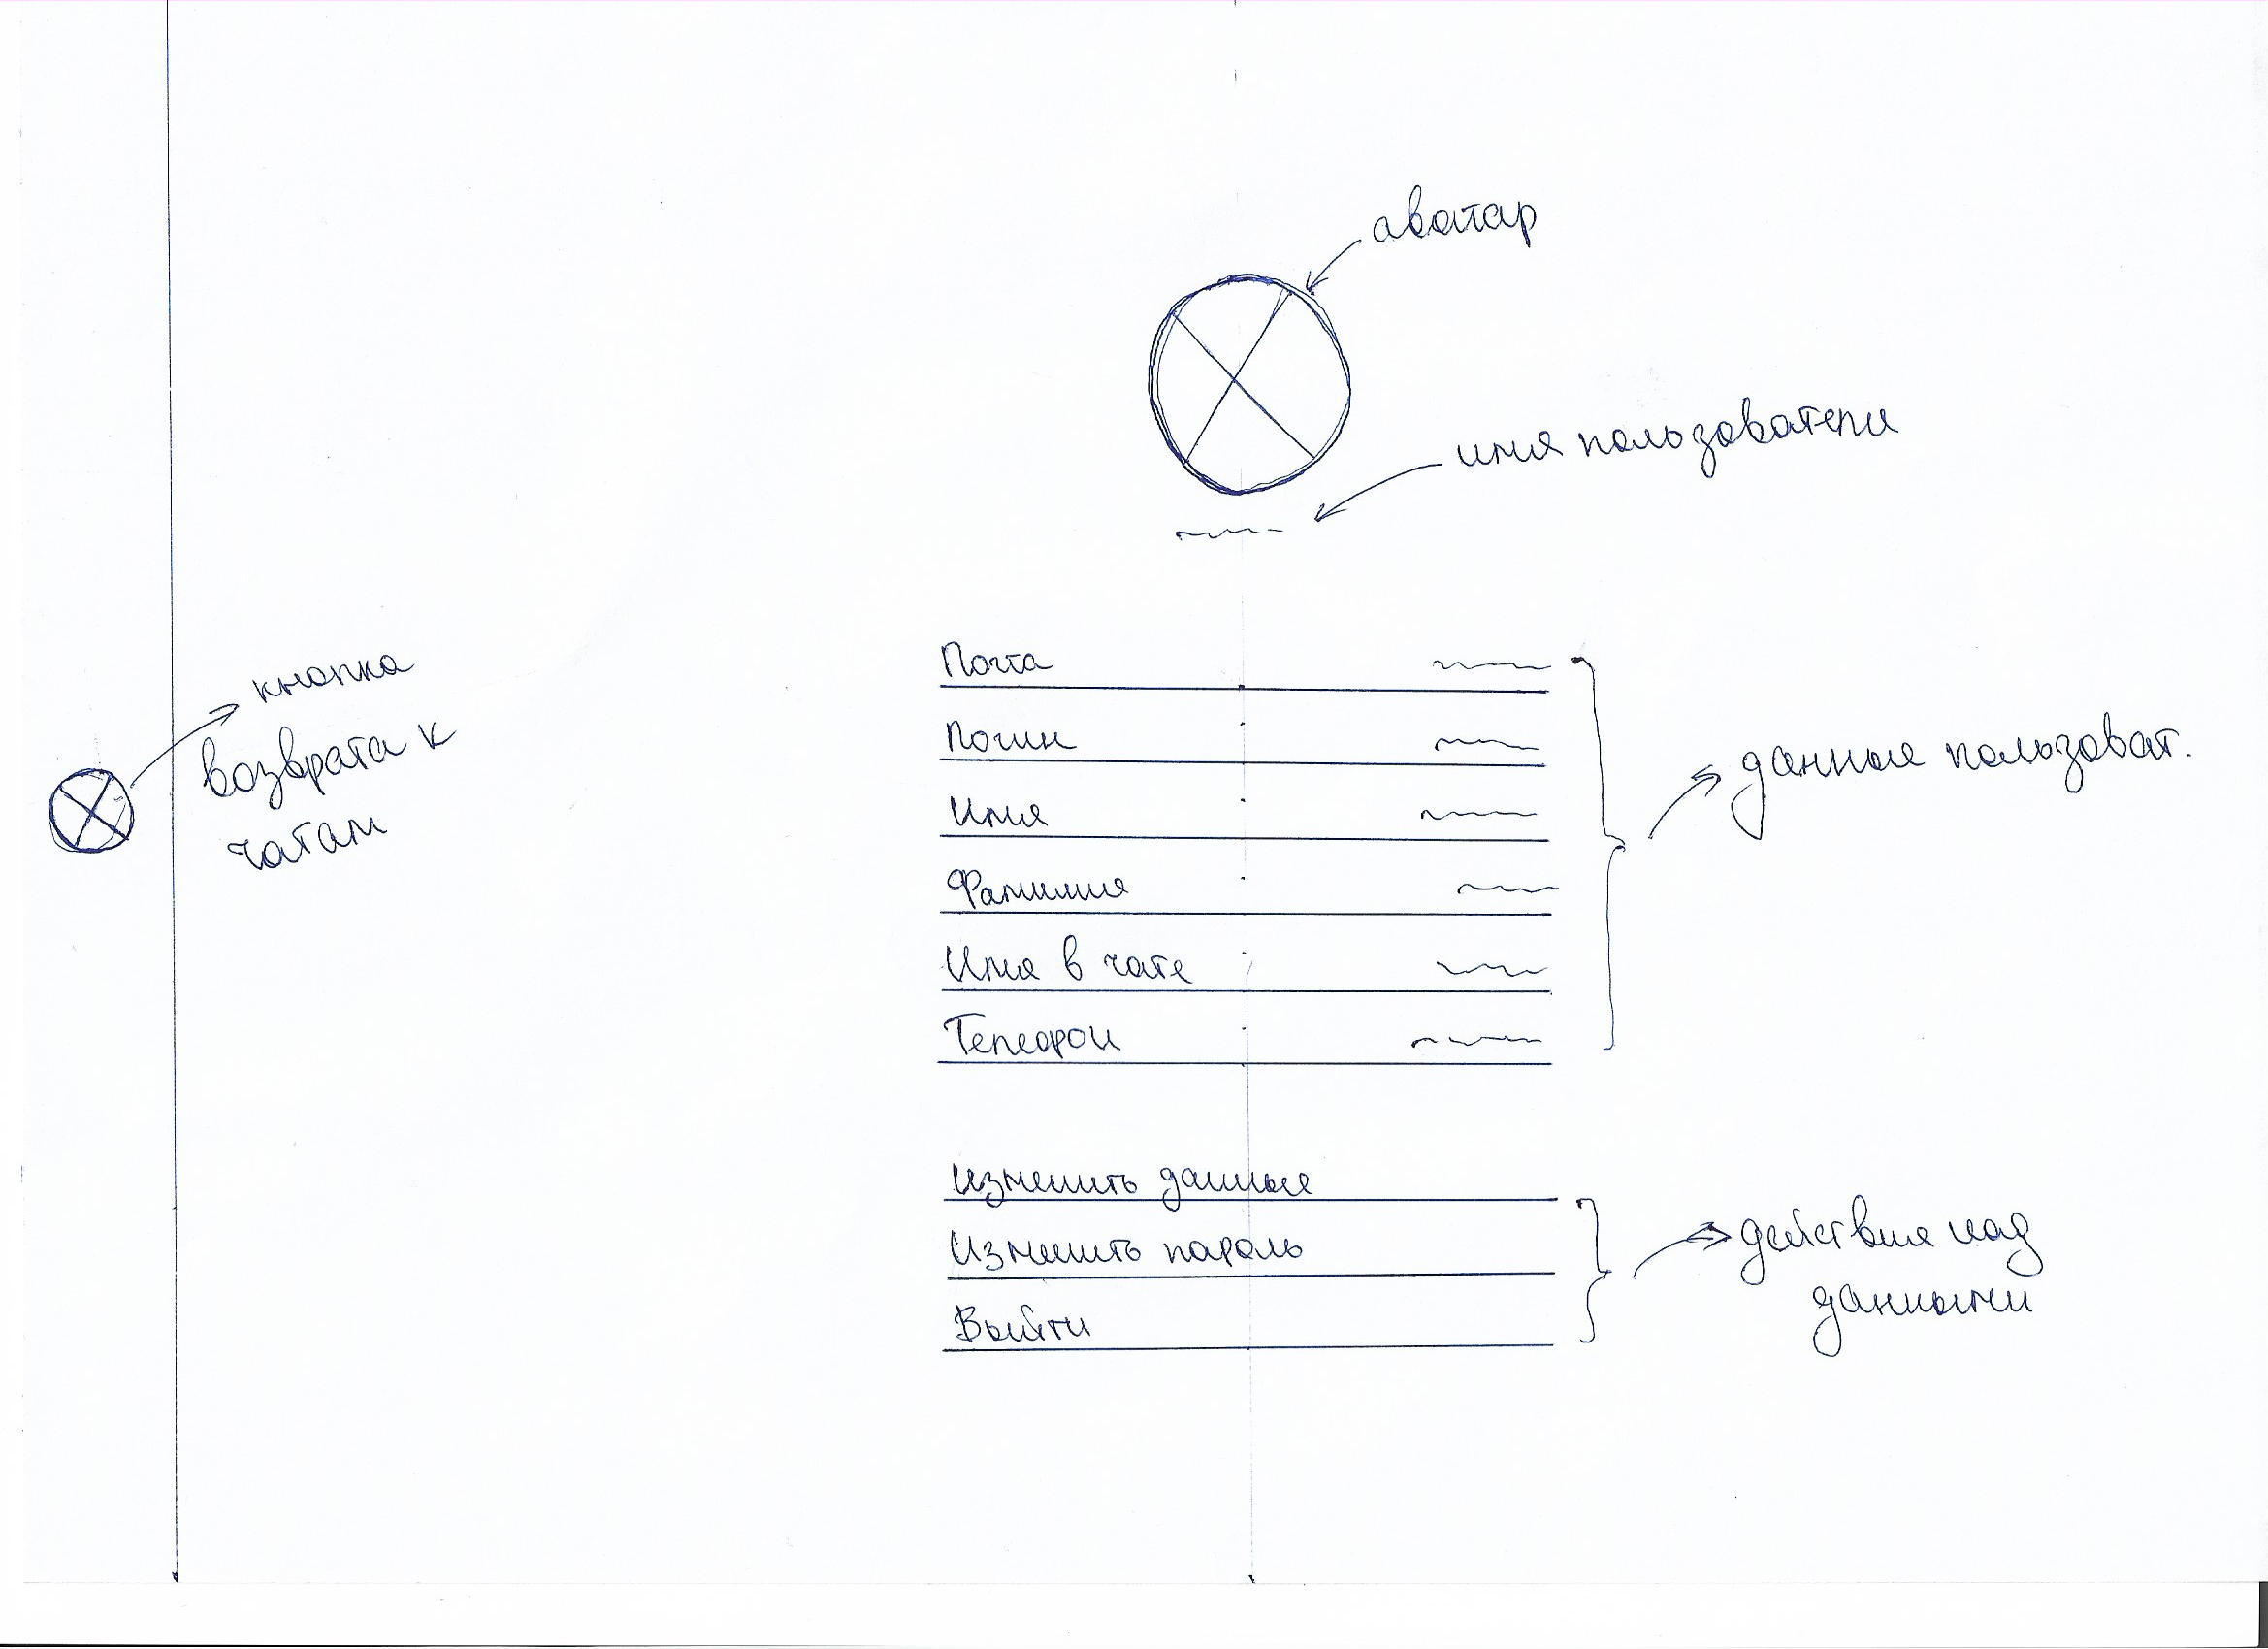 аватар
имя пользователя
кнопка
возврата к
чатам
Почта
Логин
Имя
Фамилия
Имя в чате
Телефон
данные пользоват.
Изменить данные
Изменить пароль
Выйти
действия над
данными